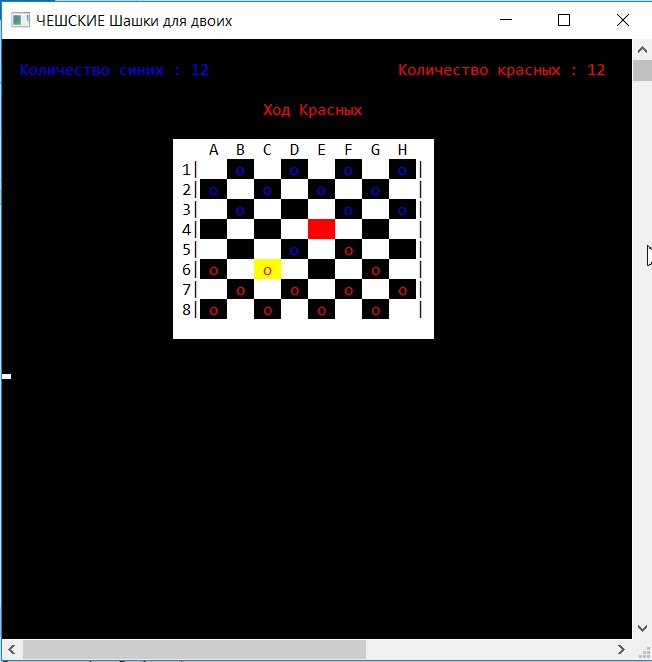 ЧЕШСКИЕ Шашки для двоих
Количество синих : 12 Количество красных : 12
Ход Красных
A B C D E F G H
1| o o o o |
2| o o o o |
3| o o o |
4| |
5| o o |
6| o o o |
7| o o o o |
8| o o o o |